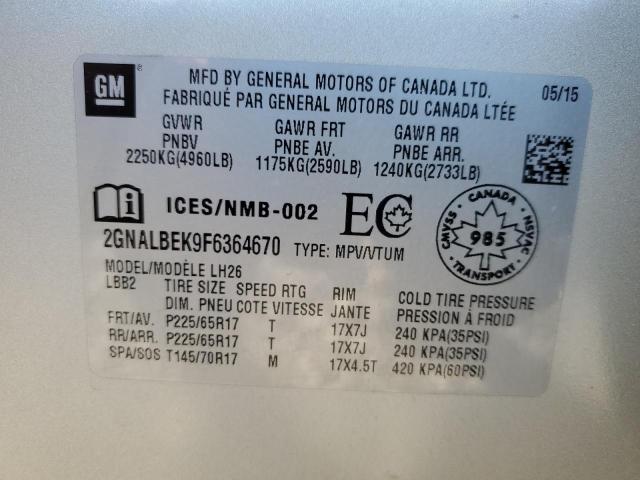 GM ®
MFD BY GENERAL MOTORS OF CANADA LTD. 05/15
FABRIQUÉ PAR GENERAL MOTORS DU CANADA LTÉE
GVWR GAWR FRT GAWR RR
PNBV PNBE AV. PNBE ARR.
2250KG(4960LB) 1175KG(2590LB) 1240KG(2733LB)
i ICES/NMB-002 EC
CANADA
CMVSS 985 NSVAC
TRANSPORT
2GNALBEK9F6364670 TYPE: MPV/VTUM
MODEL/MODÈLE LH26
LBB2 TIRE SIZE SPEED RTG RIM COLD TIRE PRESSURE
DIM. PNEU COTE VITESSE JANTE PRESSION À FROID
FRT/AV. P225/65R17 T 17X7J 240 KPA(35PSI)
RR/ARR. P225/65R17 T 17X7J 240 KPA(35PSI)
SPA/SOS T145/70R17 M 17X4.5T 420 KPA(60PSI)